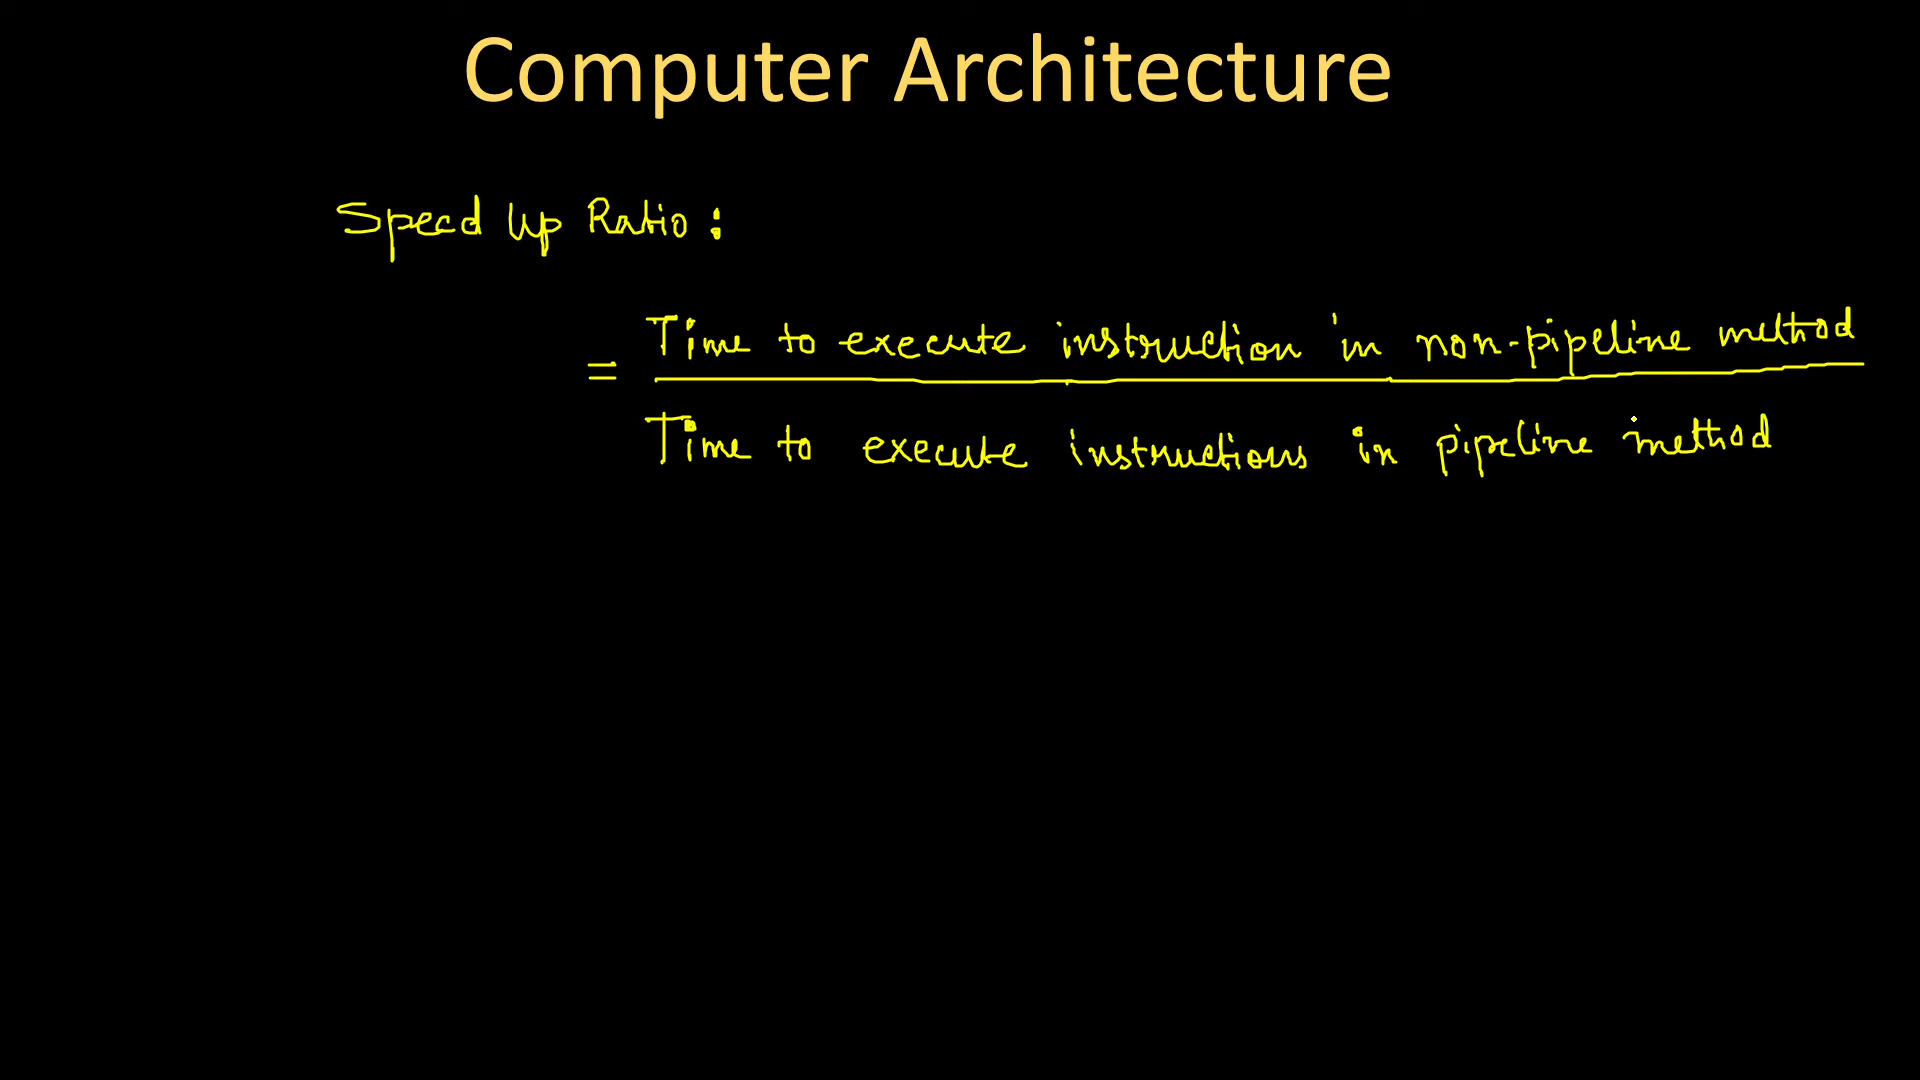 Computer Architecture
Speed Up Ratio :
= Time to execute instruction in non-pipeline method
Time to execute instructions in pipeline method